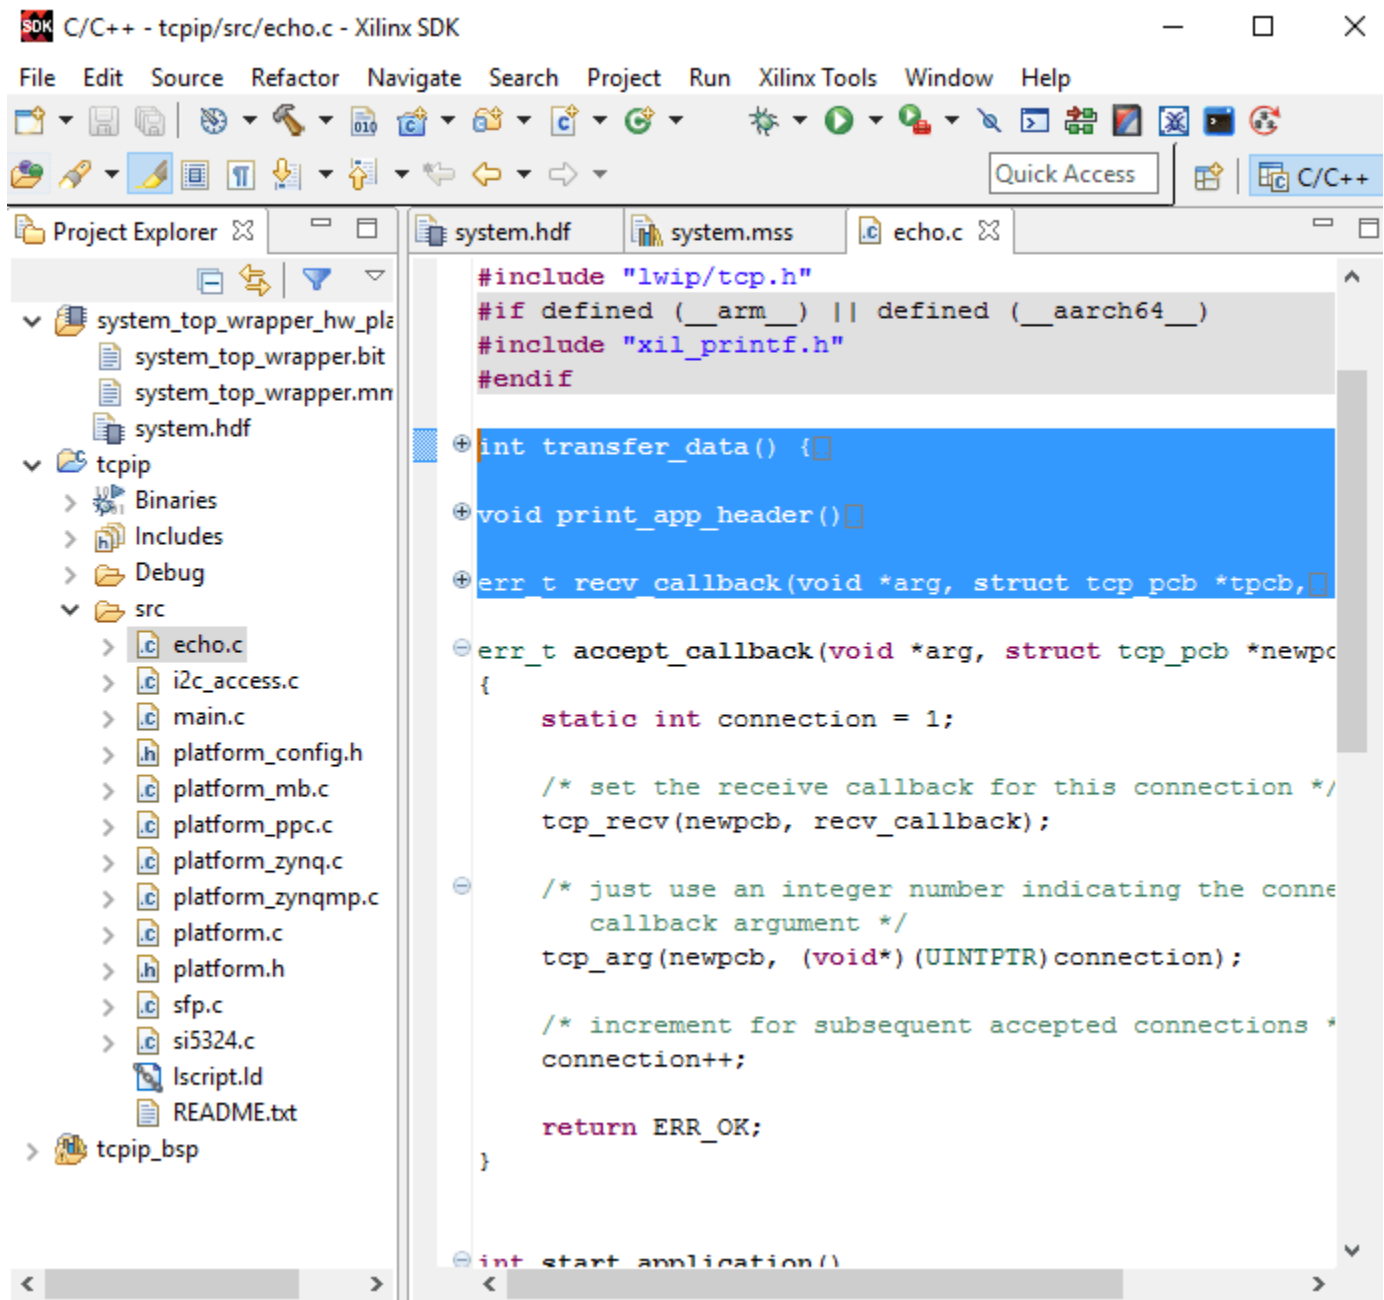 SDK C/C++ - tcpip/src/echo.c - Xilinx SDK
File Edit Source Refactor Navigate Search Project Run Xilinx Tools Window Help
Quick Access
C/C++
Project Explorer
system.hdf
system.mss
echo.c
system_top_wrapper_hw_pla
system_top_wrapper.bit
system_top_wrapper.mm
system.hdf
tcpip
Binaries
Includes
Debug
src
echo.c
i2c_access.c
main.c
platform_config.h
platform_mb.c
platform_ppc.c
platform_zynq.c
platform_zynqmp.c
platform.c
platform.h
sfp.c
si5324.c
lscript.ld
README.txt
tcpip_bsp
#include "lwip/tcp.h"
#if defined (__arm__) || defined (__aarch64__)
#include "xil_printf.h"
#endif
int transfer_data() {
void print_app_header()
err_t recv_callback(void *arg, struct tcp_pcb *tpcb,
err_t accept_callback(void *arg, struct tcp_pcb *newpc
{
static int connection = 1;
/* set the receive callback for this connection */
tcp_recv(newpcb, recv_callback);
/* just use an integer number indicating the conne
callback argument */
tcp_arg(newpcb, (void*)(UINTPTR)connection);
/* increment for subsequent accepted connections *
connection++;
return ERR_OK;
}
int start_application()